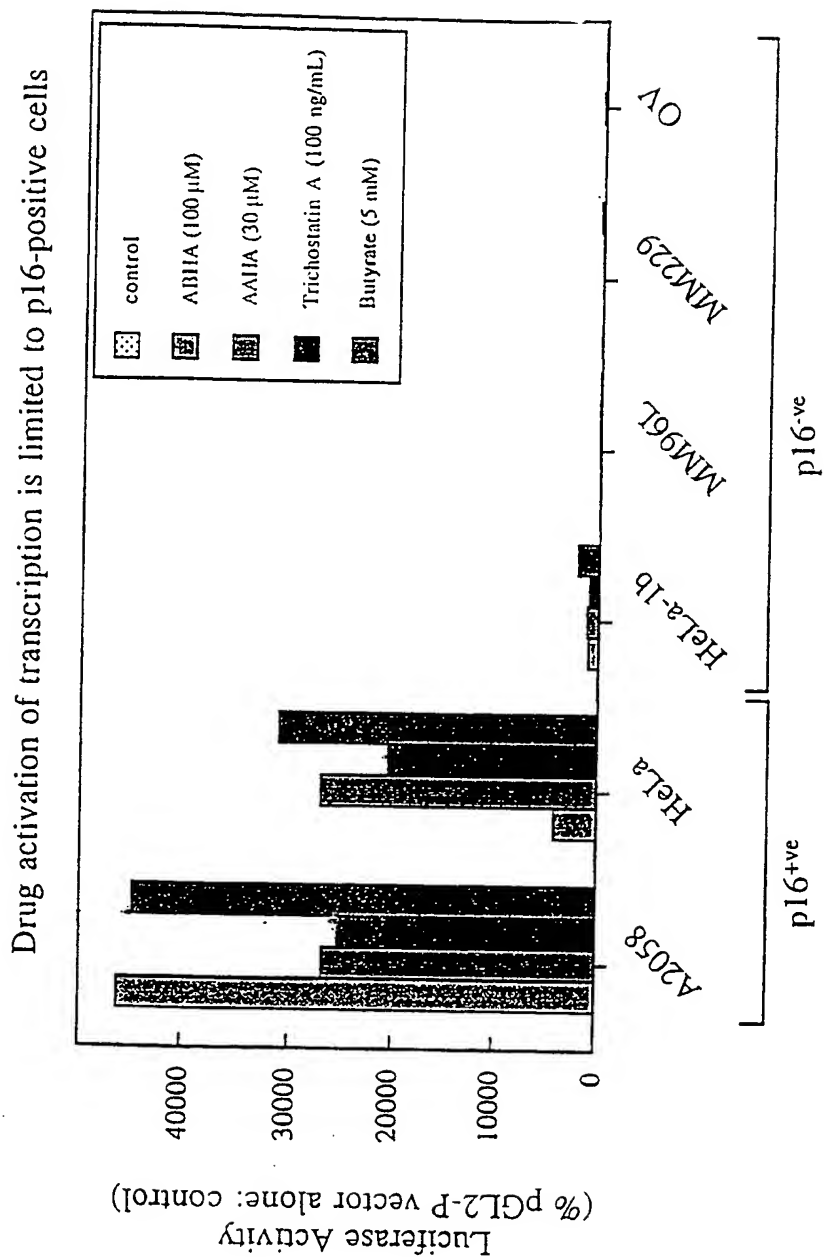 Drug activation of transcription is limited to p16-positive cells
Luciferase Activity
(% pGL2-P vector alone: control)
40000
30000
20000
10000
0
control
ABHA (100 µM)
AAHA (30 µM)
Trichostatin A (100 ng/mL)
Butyrate (5 mM)
A2058
HeLa
HeLa-1b
MM96L
MM229
OV
p16+ve
p16-ve